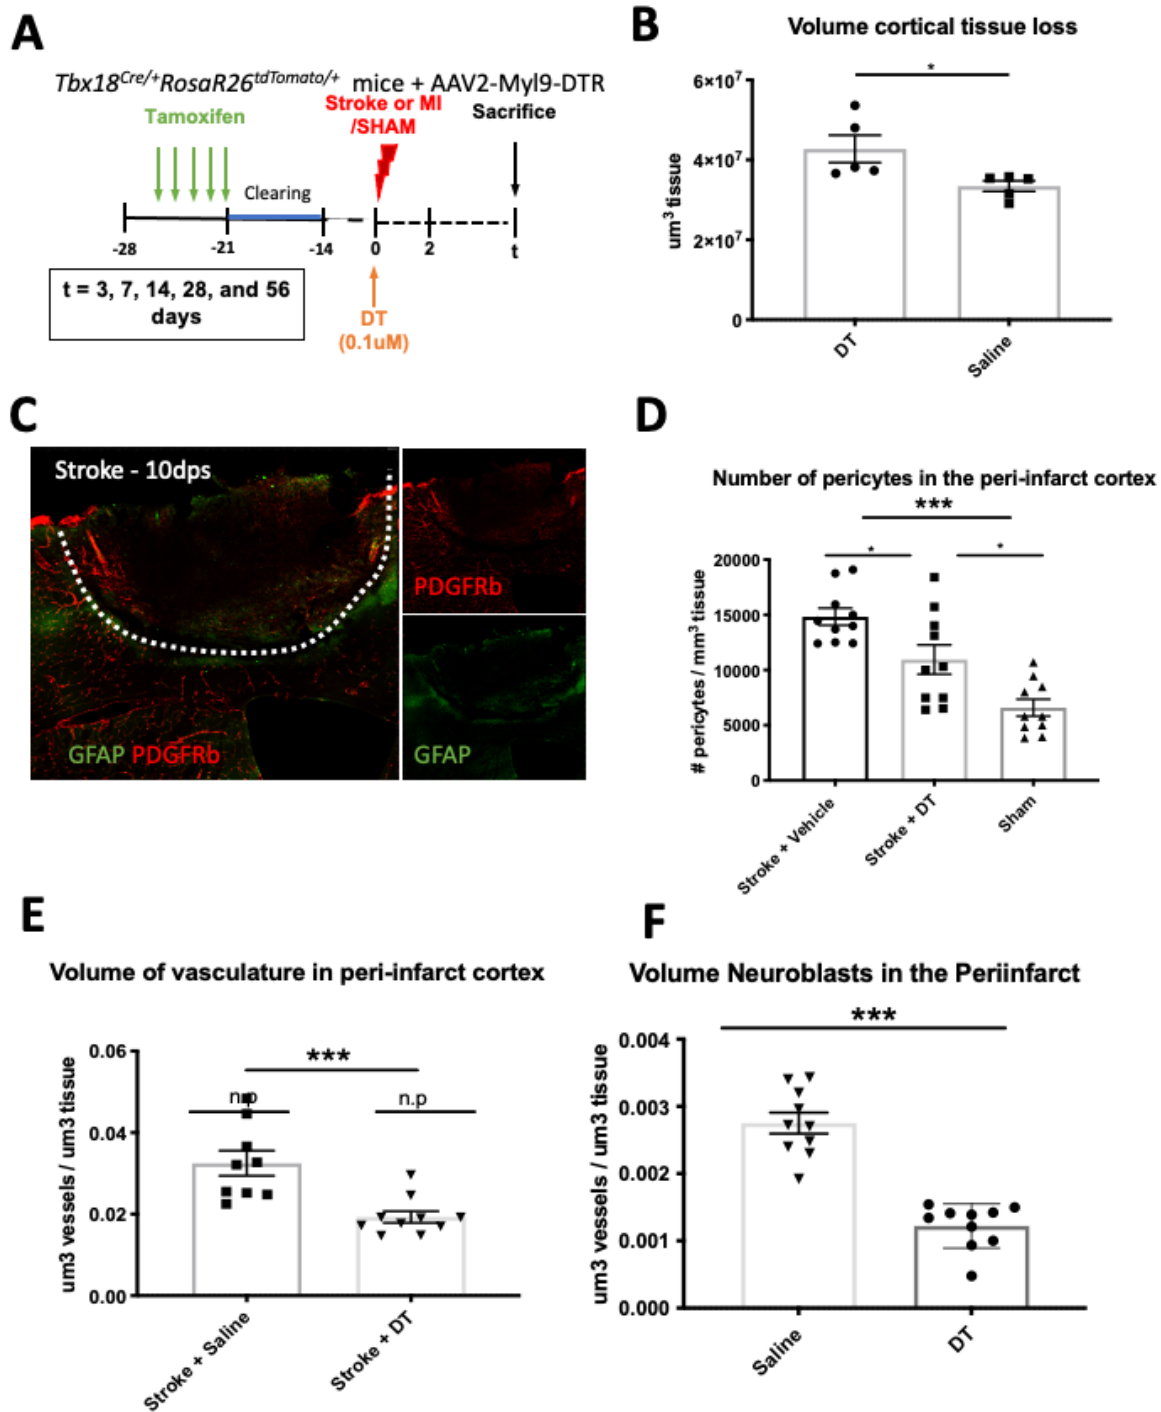 A
Tbx18Cre/+RosaR26tdTomato/+ mice + AAV2-Myl9-DTR
Tamoxifen
Stroke or MI
/SHAM
Sacrifice
Clearing
-28
-21
-14
0
2
t
t = 3, 7, 14, 28, and 56
days
DT
(0.1uM)
B
Volume cortical tissue loss
*
um3 tissue
6×107
4×107
2×107
0
DT
Saline
C
Stroke - 10dps
GFAP PDGFRb
PDGFRb
GFAP
D
Number of pericytes in the peri-infarct cortex
***
*
*
# pericytes / mm3 tissue
20000
15000
10000
5000
0
Stroke + Vehicle
Stroke + DT
Sham
E
Volume of vasculature in peri-infarct cortex
***
n.p
n.p
um3 vessels / um3 tissue
0.06
0.04
0.02
0.00
Stroke + Saline
Stroke + DT
F
Volume Neuroblasts in the Periinfarct
***
um3 vessels / um3 tissue
0.004
0.003
0.002
0.001
0.000
Saline
DT